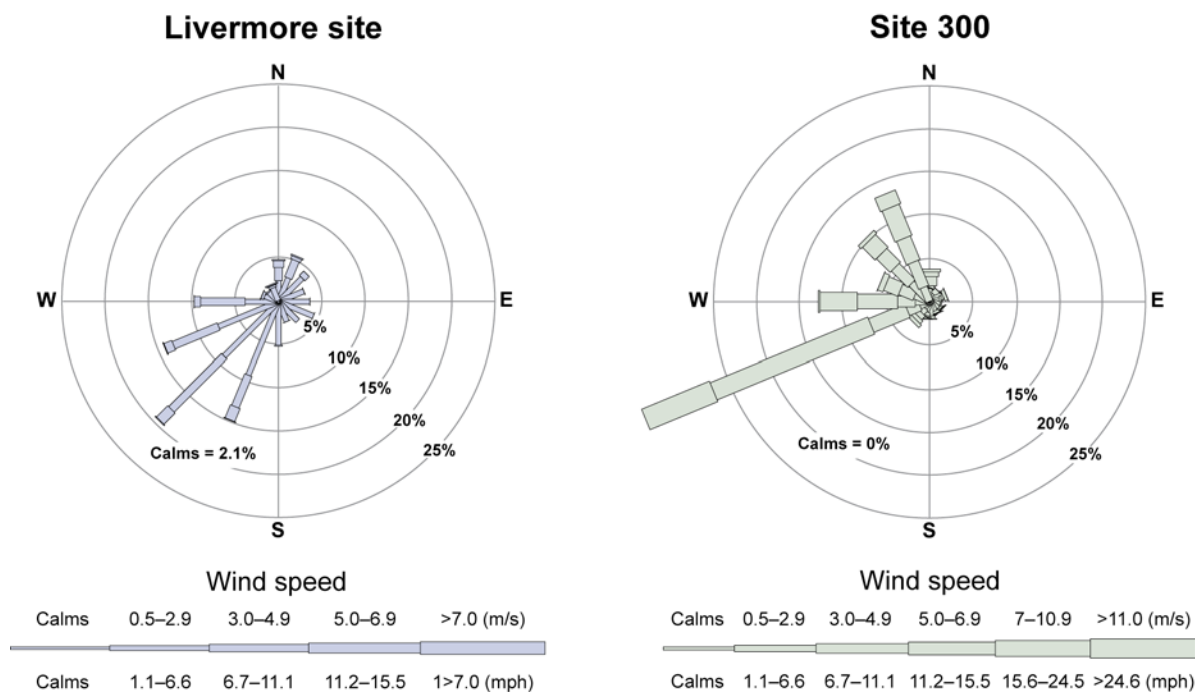 Livermore site
N
W
E
5%
10%
15%
20%
25%
Calms = 2.1%
S
Wind speed
Calms 0.5–2.9 3.0–4.9 5.0–6.9 >7.0 (m/s)
Calms 1.1–6.6 6.7–11.1 11.2–15.5 1>7.0 (mph)
Site 300
N
W
E
5%
10%
15%
20%
25%
Calms = 0%
S
Wind speed
Calms 0.5–2.9 3.0–4.9 5.0–6.9 7–10.9 >11.0 (m/s)
Calms 1.1–6.6 6.7–11.1 11.2–15.5 15.6–24.5 >24.6 (mph)